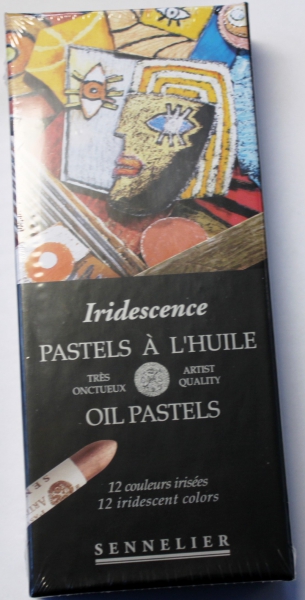 Iridescence
PASTELS À L'HUILE
TRÈS
ONCTUEUX
ARTIST
QUALITY
OIL PASTELS
12 couleurs irisées
12 iridescent colors
SENNELIER